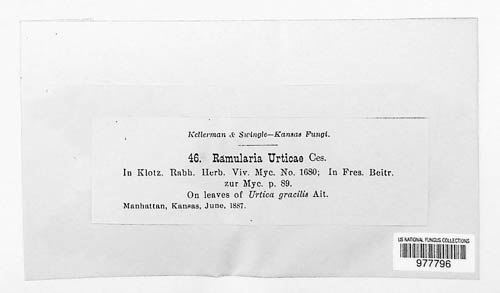 Kellerman & Swingle—Kansas Fungi.
46. Ramularia Urticae Ces.
In Klotz. Rabh. Herb. Viv. Myc. No. 1680; In Fres. Beitr.
zur Myc. p. 89.
On leaves of Urtica gracilis Ait.
Manhattan, Kansas, June, 1887.
US NATIONAL FUNGUS COLLECTIONS
977796